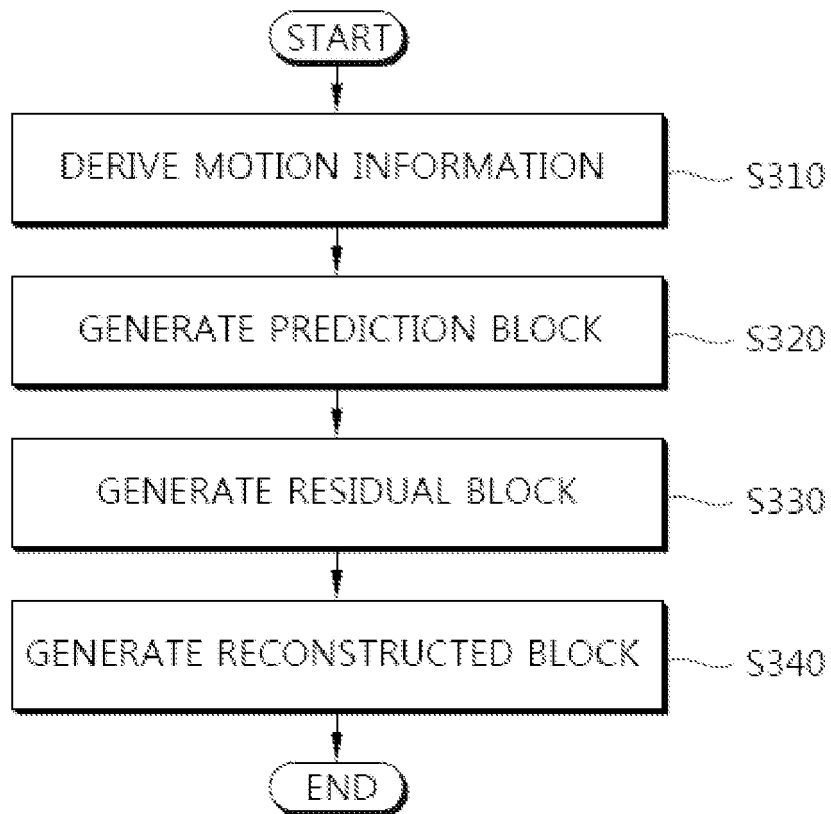 START
DERIVE MOTION INFORMATION
S310
GENERATE PREDICTION BLOCK
S320
GENERATE RESIDUAL BLOCK
S330
GENERATE RECONSTRUCTED BLOCK
S340
END